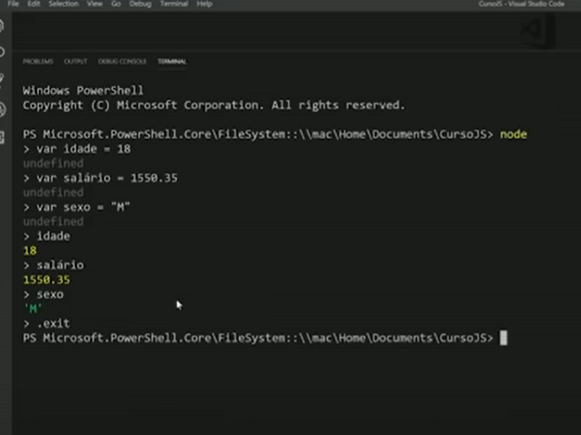 File Edit Selection View Go Debug Terminal Help CursoJS - Visual Studio Code
PROBLEMS OUTPUT DEBUG CONSOLE TERMINAL
Windows PowerShell
Copyright (C) Microsoft Corporation. All rights reserved.
PS Microsoft.PowerShell.Core\FileSystem::\\mac\Home\Documents\CursoJS> node
> var idade = 18
undefined
> var salário = 1550.35
undefined
> var sexo = "M"
undefined
> idade
18
> salário
1550.35
> sexo
'M'
> .exit
PS Microsoft.PowerShell.Core\FileSystem::\\mac\Home\Documents\CursoJS>